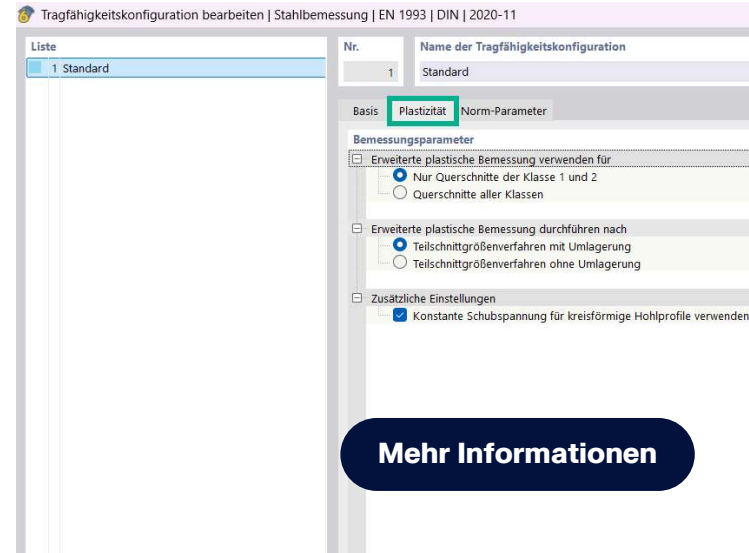 Tragfähigkeitskonfiguration bearbeiten | Stahlbemessung | EN 1993 | DIN | 2020-11
Liste
1 Standard
Nr.
Name der Tragfähigkeitskonfiguration
1
Standard
Basis Plastizität Norm-Parameter
Bemessungsparameter
Erweiterte plastische Bemessung verwenden für
Nur Querschnitte der Klasse 1 und 2
Querschnitte aller Klassen
Erweiterte plastische Bemessung durchführen nach
Teilschnittgrößenverfahren mit Umlagerung
Teilschnittgrößenverfahren ohne Umlagerung
Zusätzliche Einstellungen
Konstante Schubspannung für kreisförmige Hohlprofile verwenden
Mehr Informationen